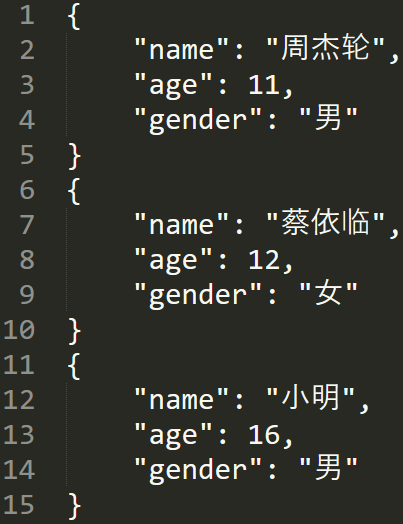 1 {
2     "name": "周杰轮",
3     "age": 11,
4     "gender": "男"
5 }
6 {
7     "name": "蔡依临",
8     "age": 12,
9     "gender": "女"
10 }
11 {
12     "name": "小明",
13     "age": 16,
14     "gender": "男"
15 }